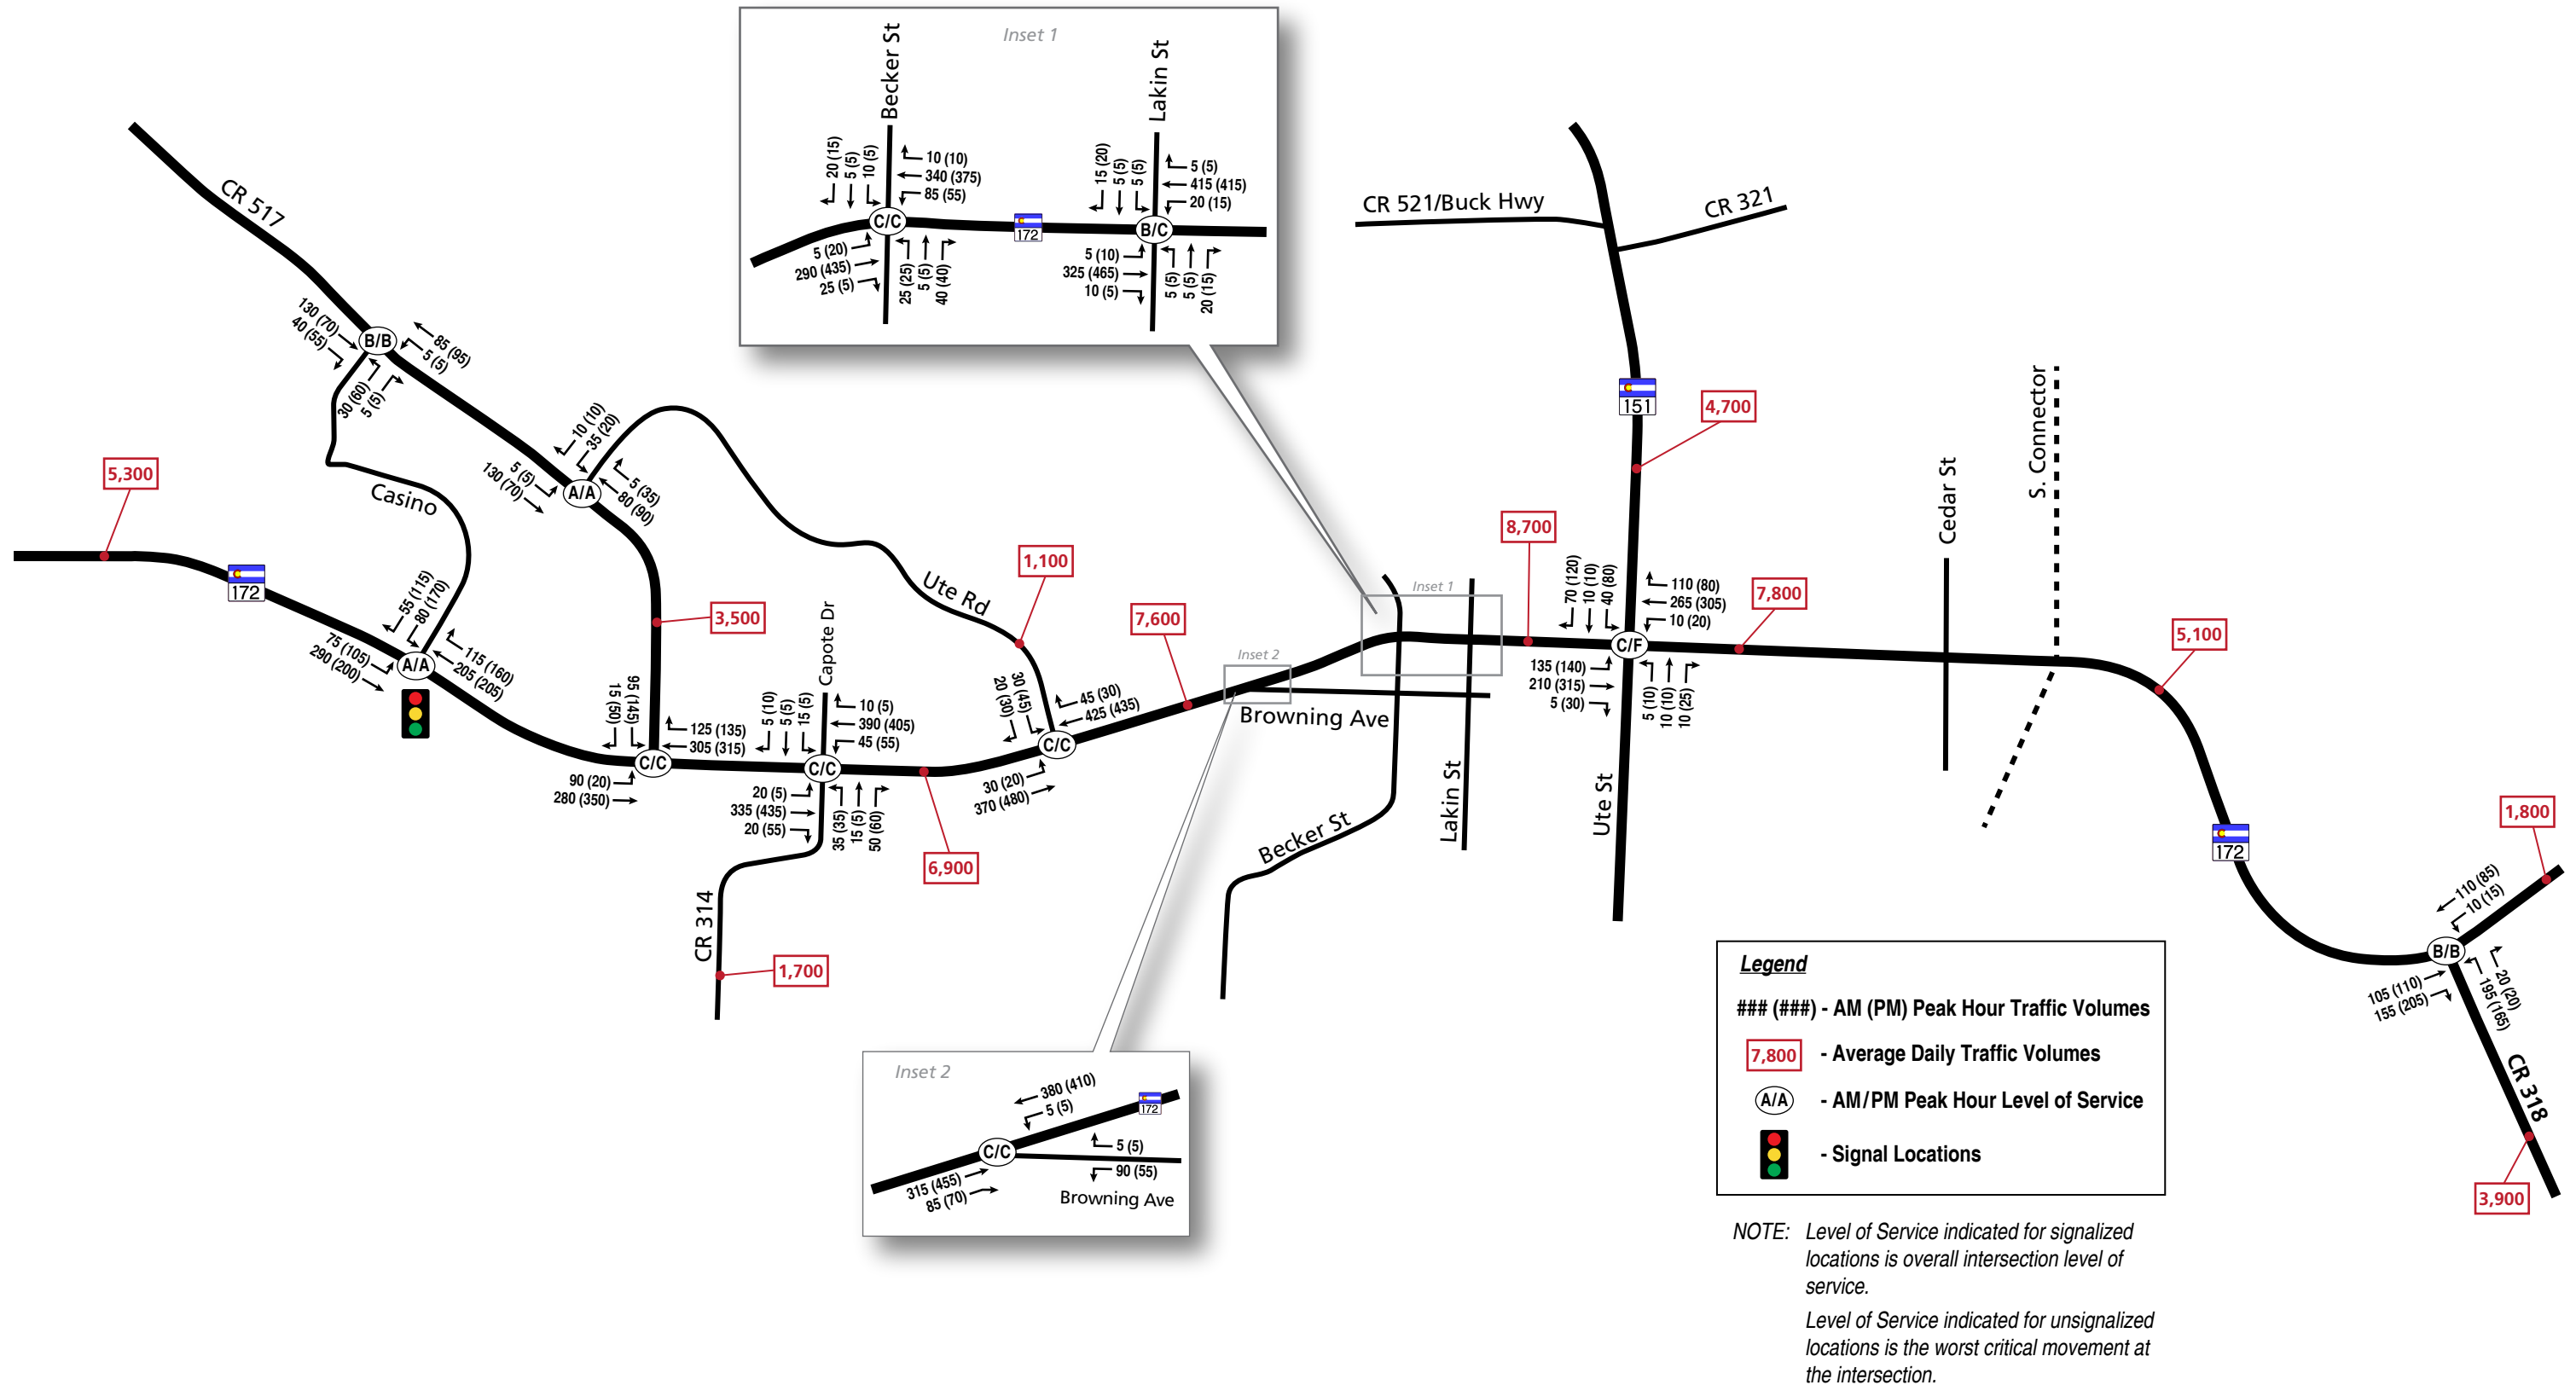 Inset 1
Becker St
Lakin St
20 (15)
5 (5)
10 (5)
10 (10)
340 (375)
85 (55)
15 (20)
5 (5)
5 (5)
5 (5)
415 (415)
20 (15)
C/C
172
B/C
5 (20)
290 (435)
25 (5)
25 (25)
5 (5)
40 (40)
5 (10)
325 (465)
10 (5)
5 (5)
5 (5)
20 (15)
CR 517
CR 521/Buck Hwy
CR 321
130 (70)
40 (55)
B/B
85 (95)
5 (5)
30 (60)
5 (5)
151
4,700
10 (10)
35 (20)
5 (5)
130 (70)
A/A
5 (35)
80 (90)
5,300
Casino
172
55 (115)
80 (170)
75 (105)
290 (200)
A/A
115 (160)
205 (205)
3,500
Ute Rd
1,100
7,600
Capote Dr
15 (50)
95 (145)
125 (135)
305 (315)
C/C
90 (20)
280 (350)
5 (10)
5 (5)
15 (5)
10 (5)
390 (405)
45 (55)
C/C
20 (5)
335 (435)
20 (55)
35 (35)
15 (5)
50 (60)
20 (30)
30 (45)
45 (30)
425 (435)
C/C
30 (20)
370 (480)
6,900
CR 314
1,700
Inset 2
Browning Ave
Inset 1
Becker St
Lakin St
8,700
70 (120)
10 (10)
40 (80)
110 (80)
265 (305)
10 (20)
C/F
135 (140)
210 (315)
5 (30)
5 (10)
10 (10)
10 (25)
Ute St
7,800
Cedar St
S. Connector
5,100
172
1,800
110 (85)
10 (15)
B/B
105 (110)
155 (205)
20 (20)
195 (165)
CR 318
3,900
Inset 2
380 (410)
5 (5)
172
C/C
5 (5)
90 (55)
315 (455)
85 (70)
Browning Ave
Legend
### (###) - AM (PM) Peak Hour Traffic Volumes
7,800 - Average Daily Traffic Volumes
A/A - AM/PM Peak Hour Level of Service
- Signal Locations
NOTE: Level of Service indicated for signalized
locations is overall intersection level of
service.
Level of Service indicated for unsignalized
locations is the worst critical movement at
the intersection.